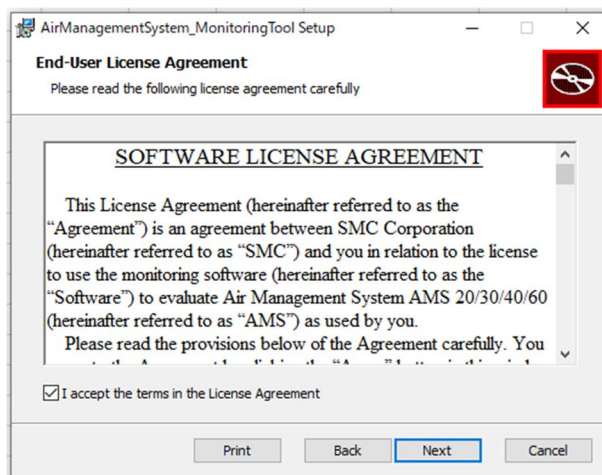 AirManagementSystem_MonitoringTool Setup
End-User License Agreement
Please read the following license agreement carefully
SOFTWARE LICENSE AGREEMENT
This License Agreement (hereinafter referred to as the
“Agreement”) is an agreement between SMC Corporation
(hereinafter referred to as “SMC”) and you in relation to the license
to use the monitoring software (hereinafter referred to as the
“Software”) to evaluate Air Management System AMS 20/30/40/60
(hereinafter referred to as “AMS”) as used by you.
Please read the provisions below of the Agreement carefully. You
I accept the terms in the License Agreement
Print Back Next Cancel